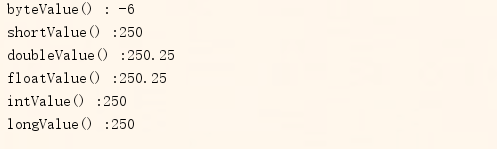 byteValue() : -6
shortValue() :250
doubleValue() :250.25
floatValue() :250.25
intValue() :250
longValue() :250